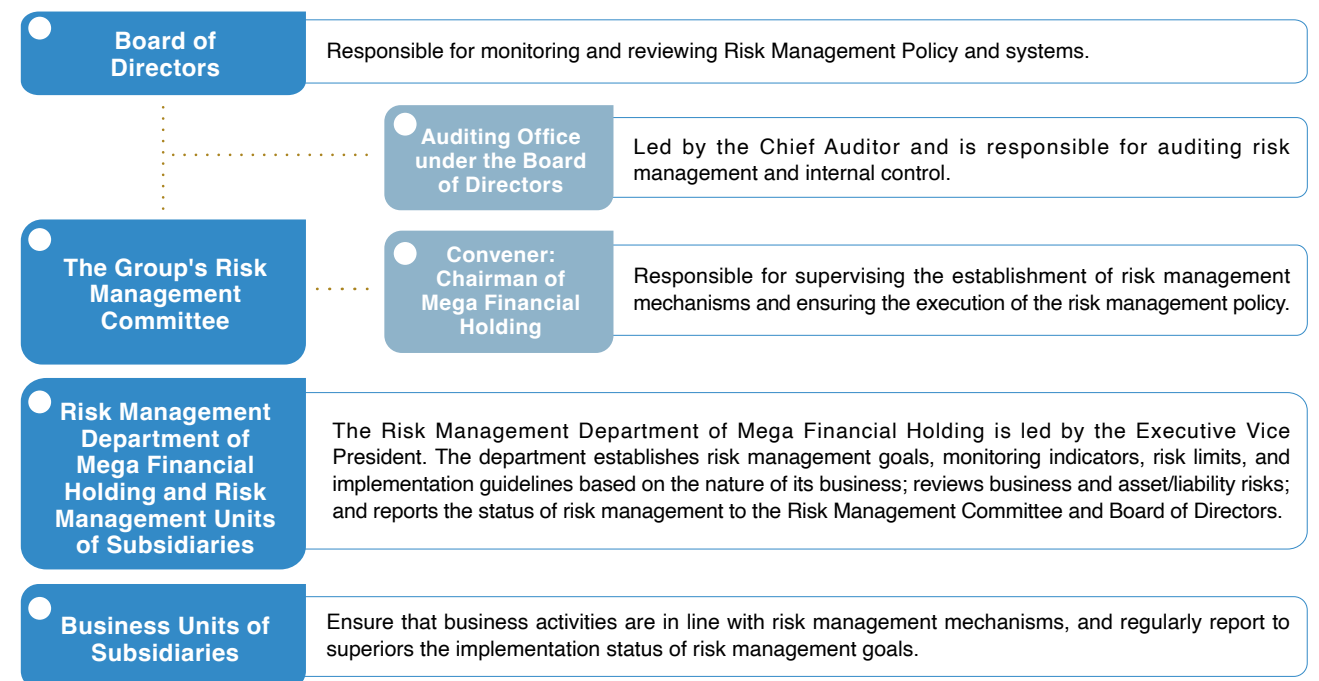 Board of
Directors
Responsible for monitoring and reviewing Risk Management Policy and systems.
Auditing Office
under the Board
of Directors
Led by the Chief Auditor and is responsible for auditing risk
management and internal control.
The Group's Risk
Management
Committee
Convener:
Chairman of
Mega Financial
Holding
Responsible for supervising the establishment of risk management
mechanisms and ensuring the execution of the risk management policy.
Risk Management
Department of
Mega Financial
Holding and Risk
Management Units
of Subsidiaries
The Risk Management Department of Mega Financial Holding is led by the Executive Vice
President. The department establishes risk management goals, monitoring indicators, risk limits, and
implementation guidelines based on the nature of its business; reviews business and asset/liability risks;
and reports the status of risk management to the Risk Management Committee and Board of Directors.
Business Units of
Subsidiaries
Ensure that business activities are in line with risk management mechanisms, and regularly report to
superiors the implementation status of risk management goals.